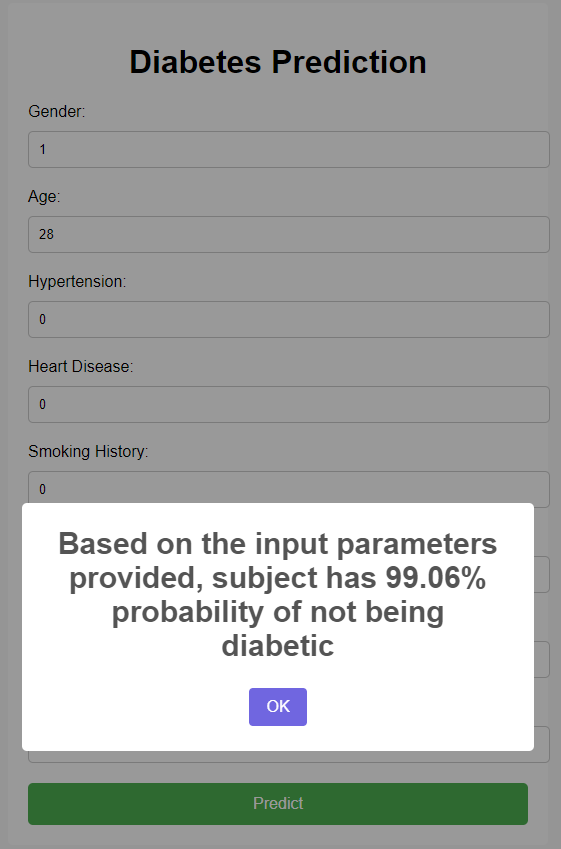 Diabetes Prediction
Gender:
1
Age:
28
Hypertension:
0
Heart Disease:
0
Smoking History:
0
Based on the input parameters
provided, subject has 99.06%
probability of not being
diabetic
OK
Predict